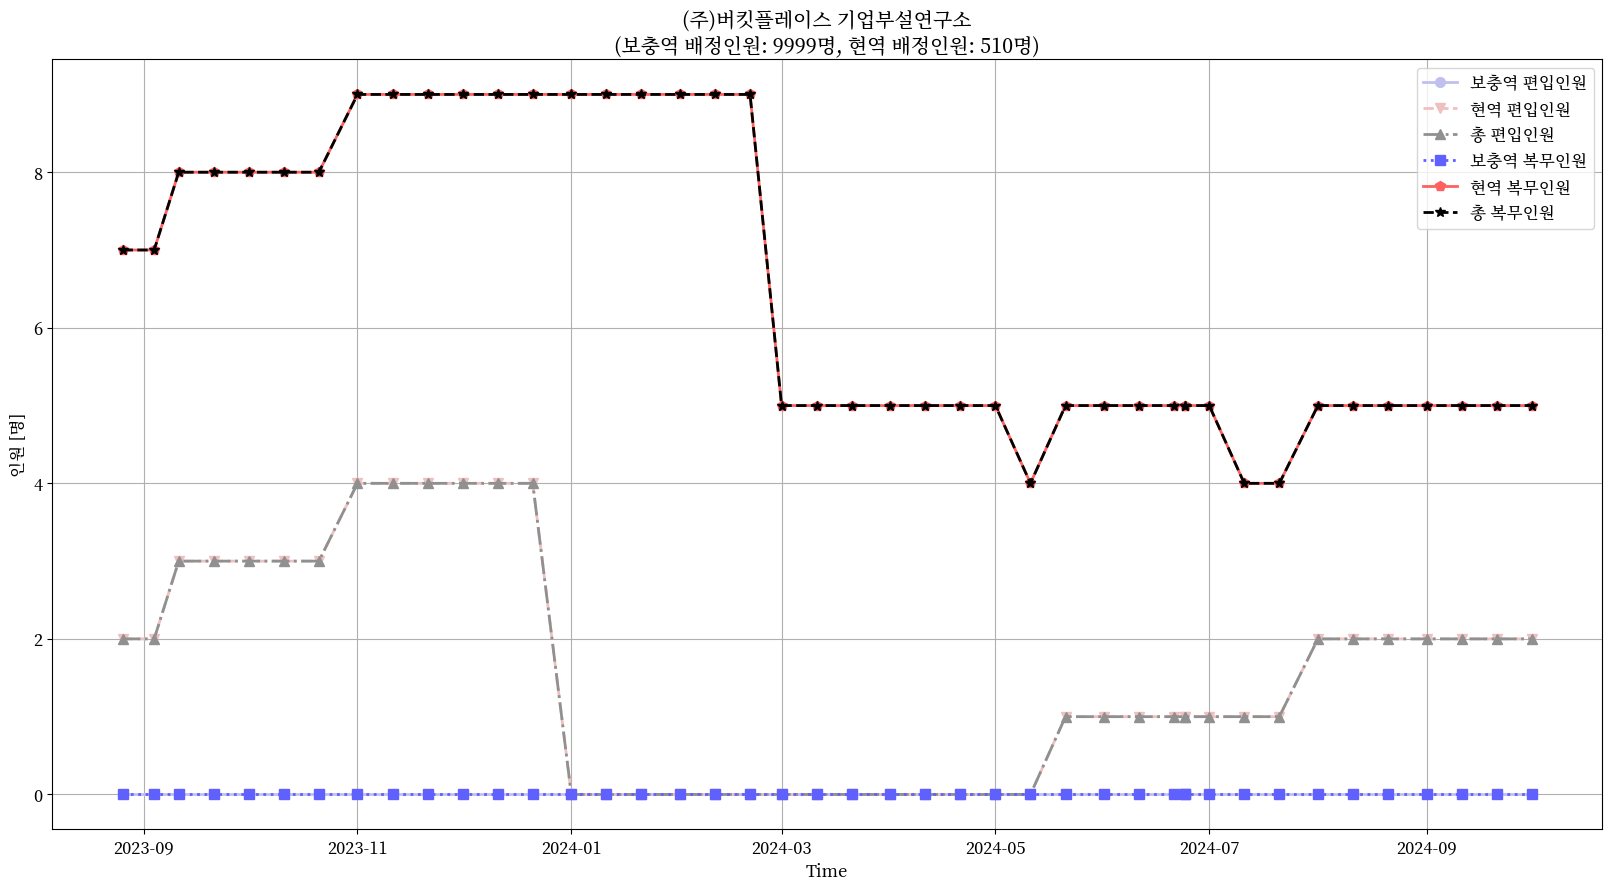 (주)버킷플레이스 기업부설연구소
(보충역 배정인원: 9999명, 현역 배정인원: 510명)
보충역 편입인원
현역 편입인원
총 편입인원
보충역 복무인원
현역 복무인원
총 복무인원
인원 [명]
8
6
4
2
0
2023-09
2023-11
2024-01
2024-03
2024-05
2024-07
2024-09
Time